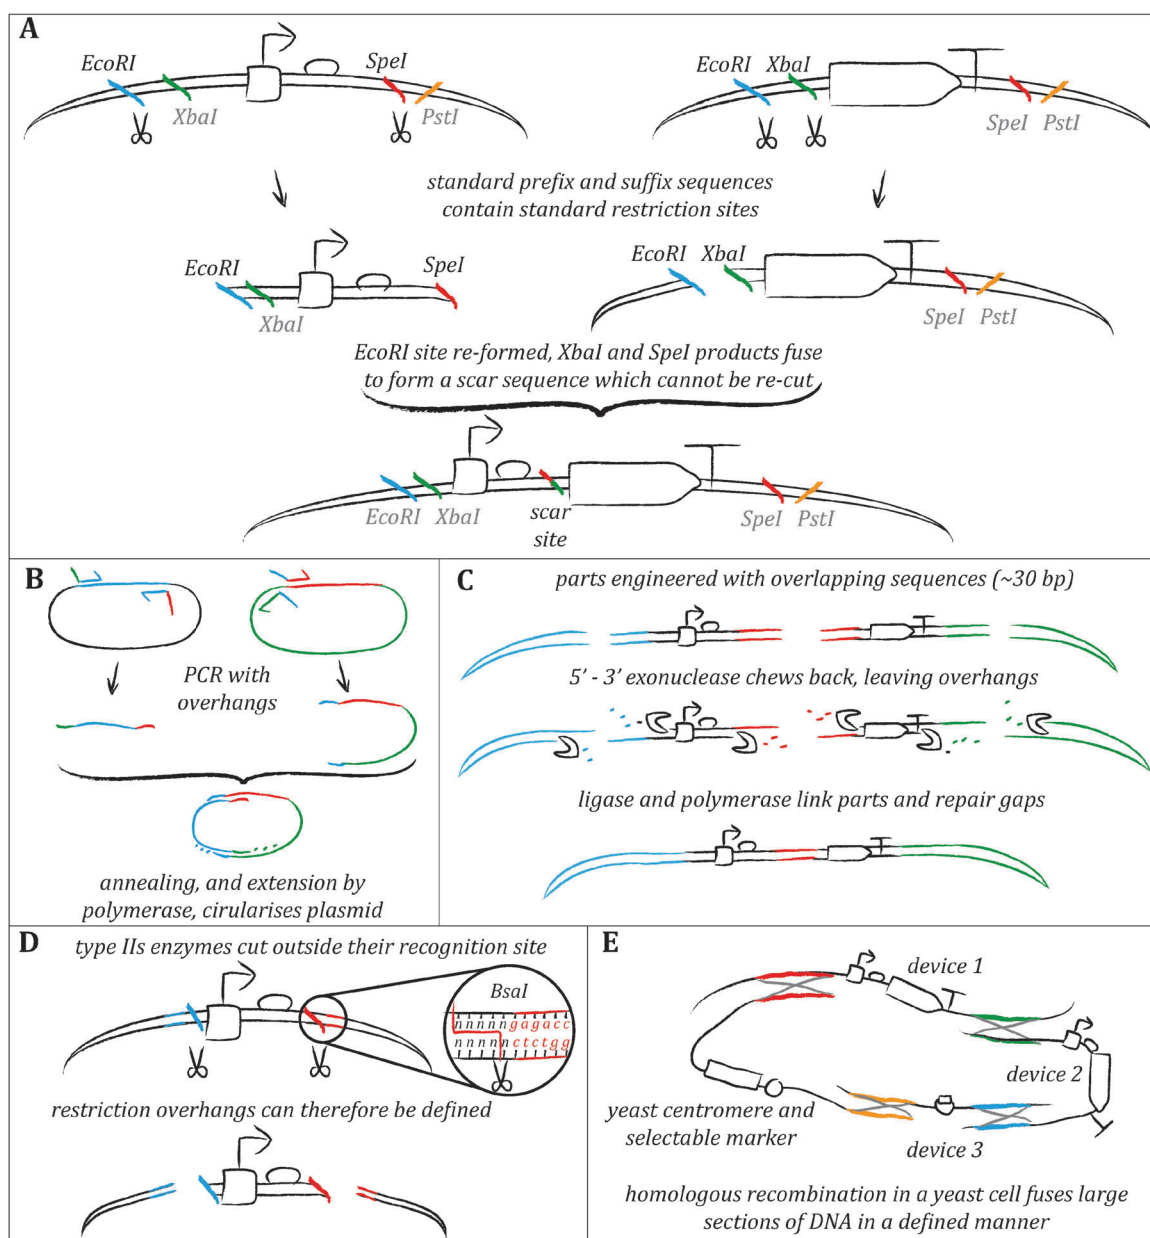 A
EcoRI
XbaI
SpeI
PstI
EcoRI
XbaI
SpeI
PstI
standard prefix and suffix sequences
contain standard restriction sites
EcoRI
XbaI
SpeI
EcoRI
XbaI
SpeI
PstI
EcoRI site re-formed, XbaI and SpeI products fuse
to form a scar sequence which cannot be re-cut
EcoRI
XbaI
scar
site
SpeI
PstI
B
PCR with
overhangs
annealing, and extension by
polymerase, cirularises plasmid
C
parts engineered with overlapping sequences (~30 bp)
5' - 3' exonuclease chews back, leaving overhangs
ligase and polymerase link parts and repair gaps
D
type IIs enzymes cut outside their recognition site
BsaI
nnnnngagacc
nnnnnctctgg
restriction overhangs can therefore be defined
E
device 1
device 2
yeast centromere and
selectable marker
device 3
homologous recombination in a yeast cell fuses large
sections of DNA in a defined manner